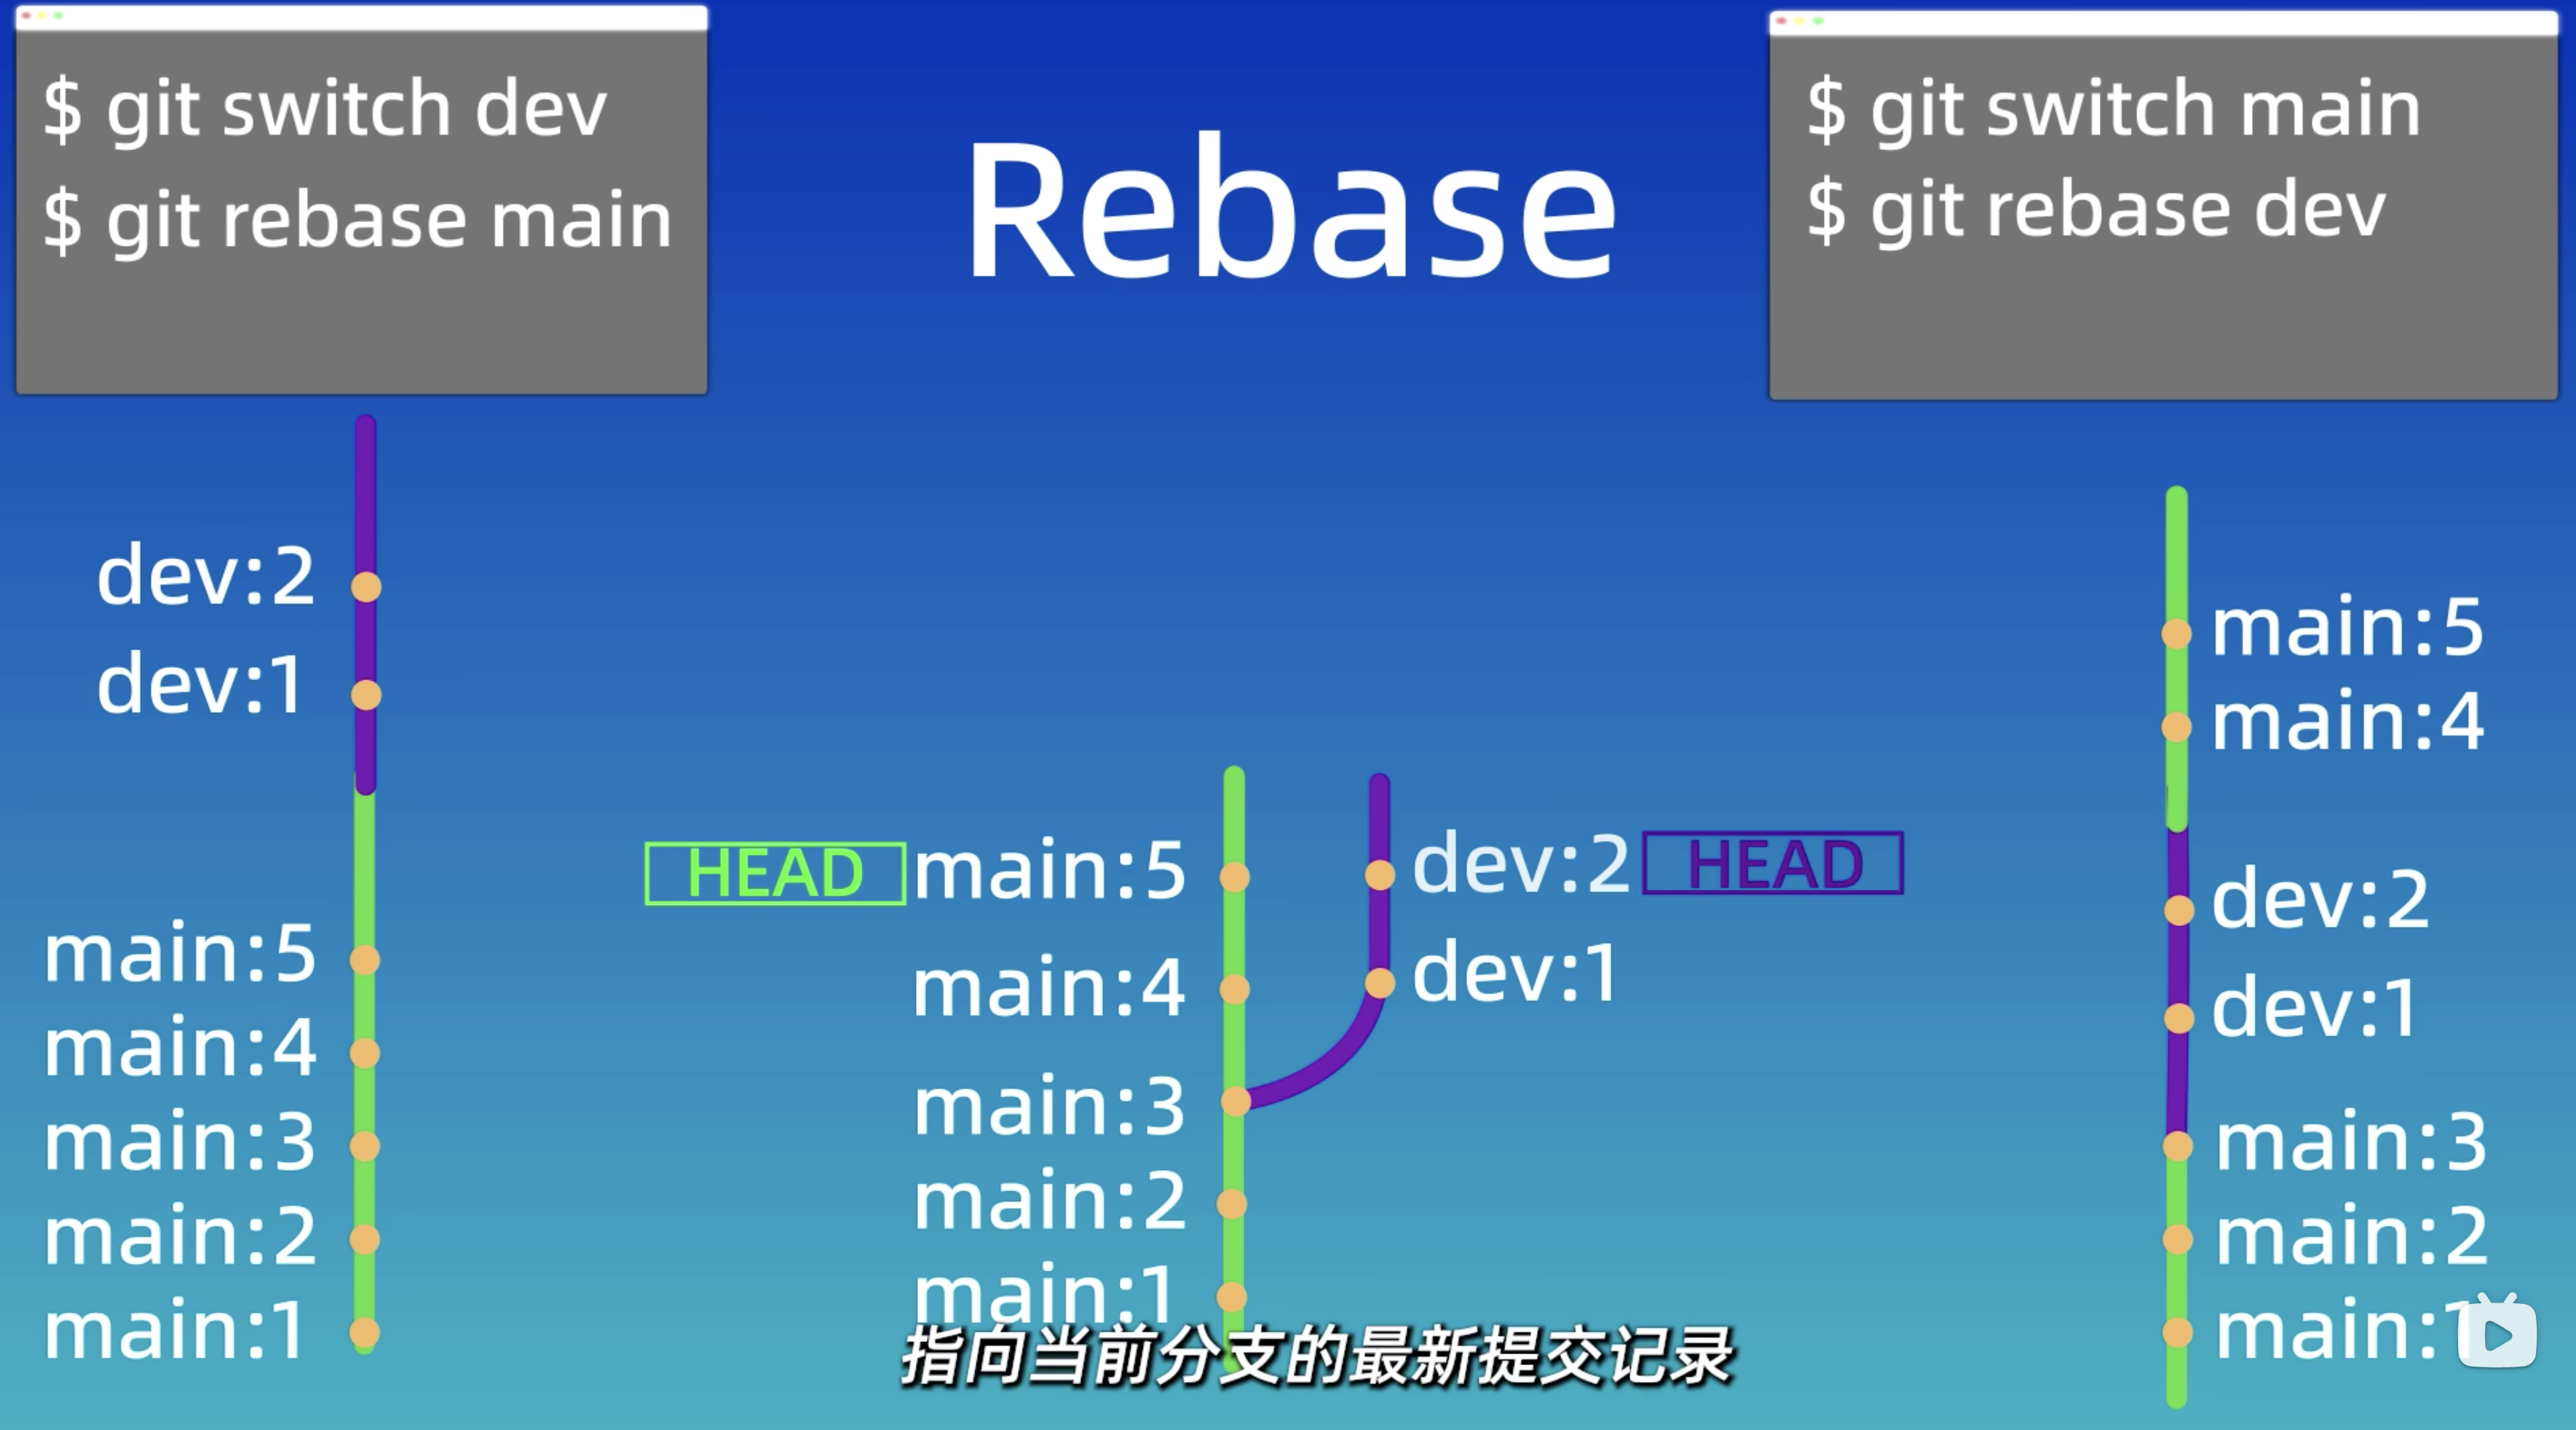 $ git switch dev
$ git rebase main
Rebase
$ git switch main
$ git rebase dev
dev:2
dev:1
main:5
main:4
main:3
main:2
main:1
HEAD
main:5
main:4
main:3
main:2
main:1
dev:2
HEAD
dev:1
main:5
main:4
dev:2
dev:1
main:3
main:2
main:1
指向当前分支的最新提交记录